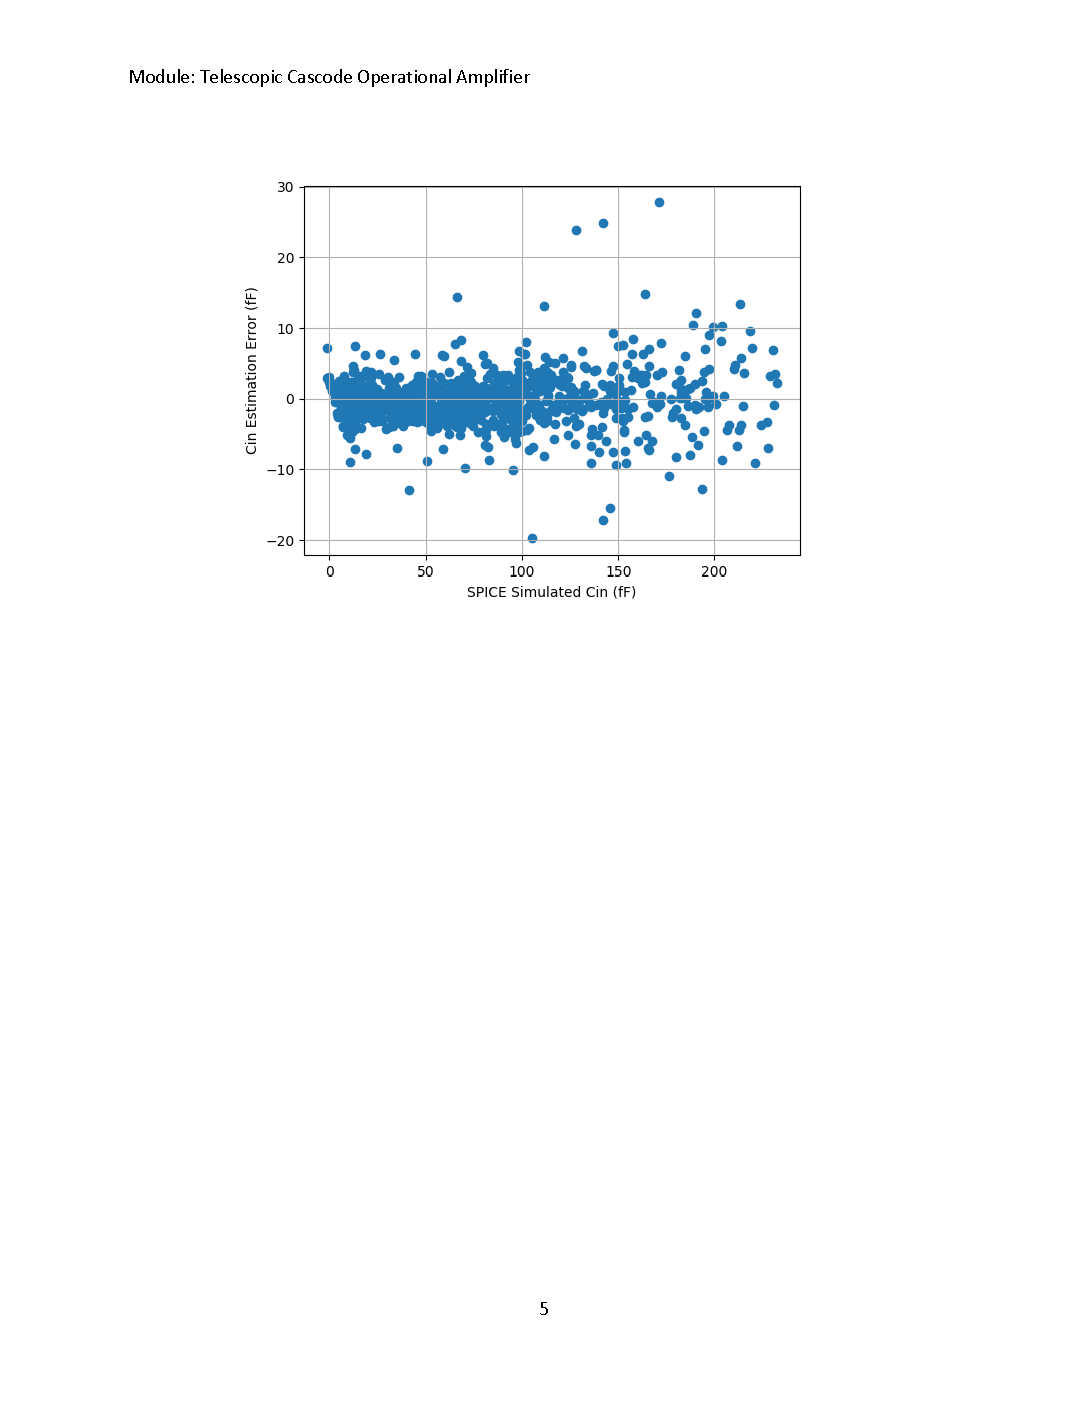 Module: Telescopic Cascode Operational Amplifier
30
20
10
0
−10
−20
Cin Estimation Error (fF)
0 50 100 150 200
SPICE Simulated Cin (fF)
5